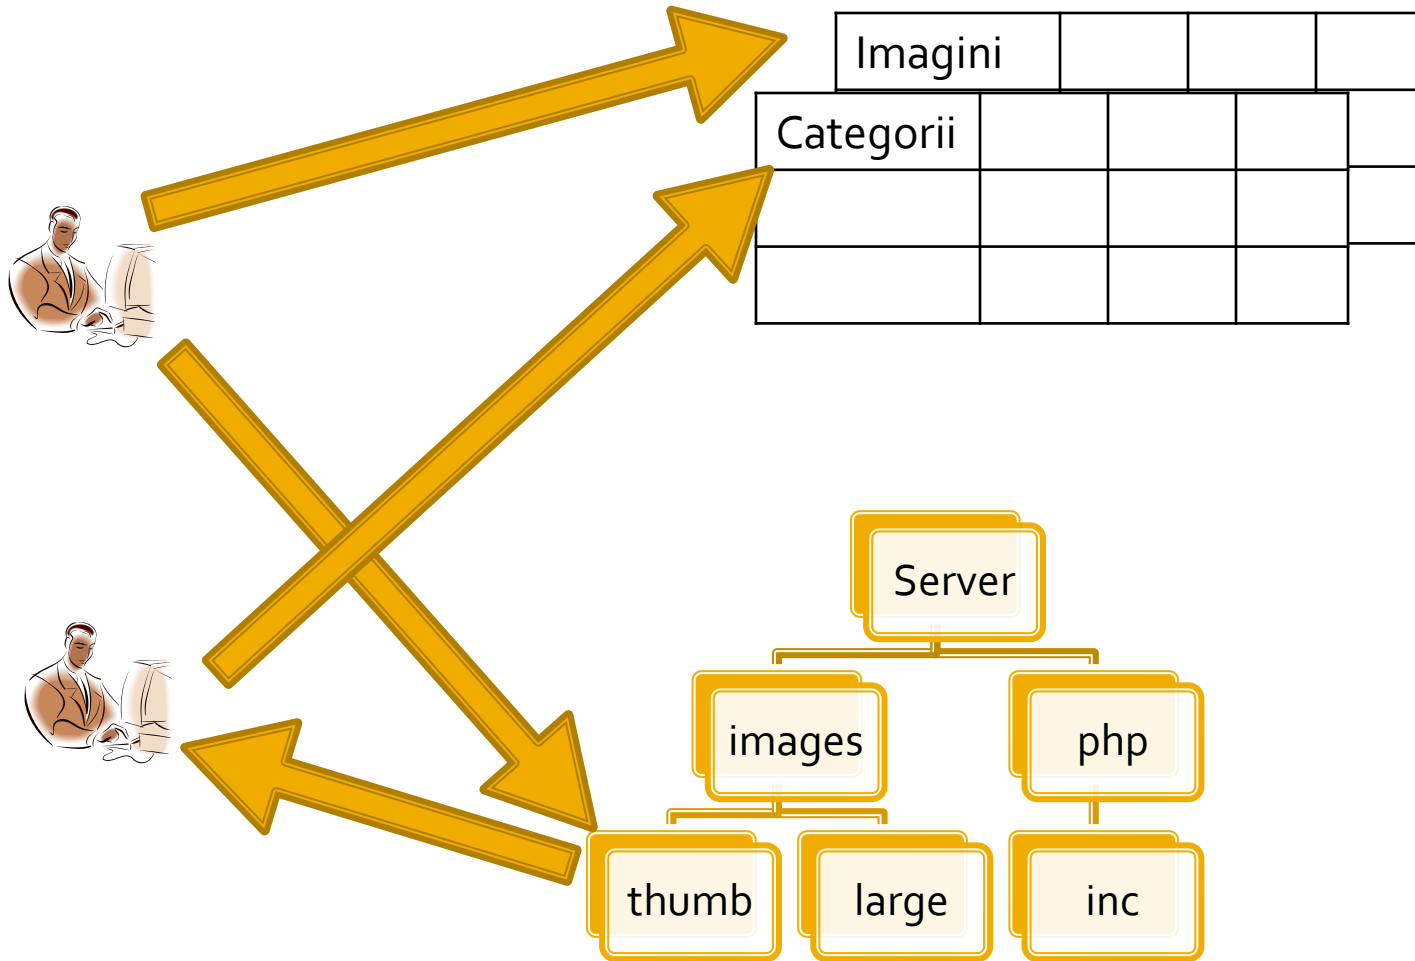 Imagini
Categorii
Server
images
php
thumb
large
inc